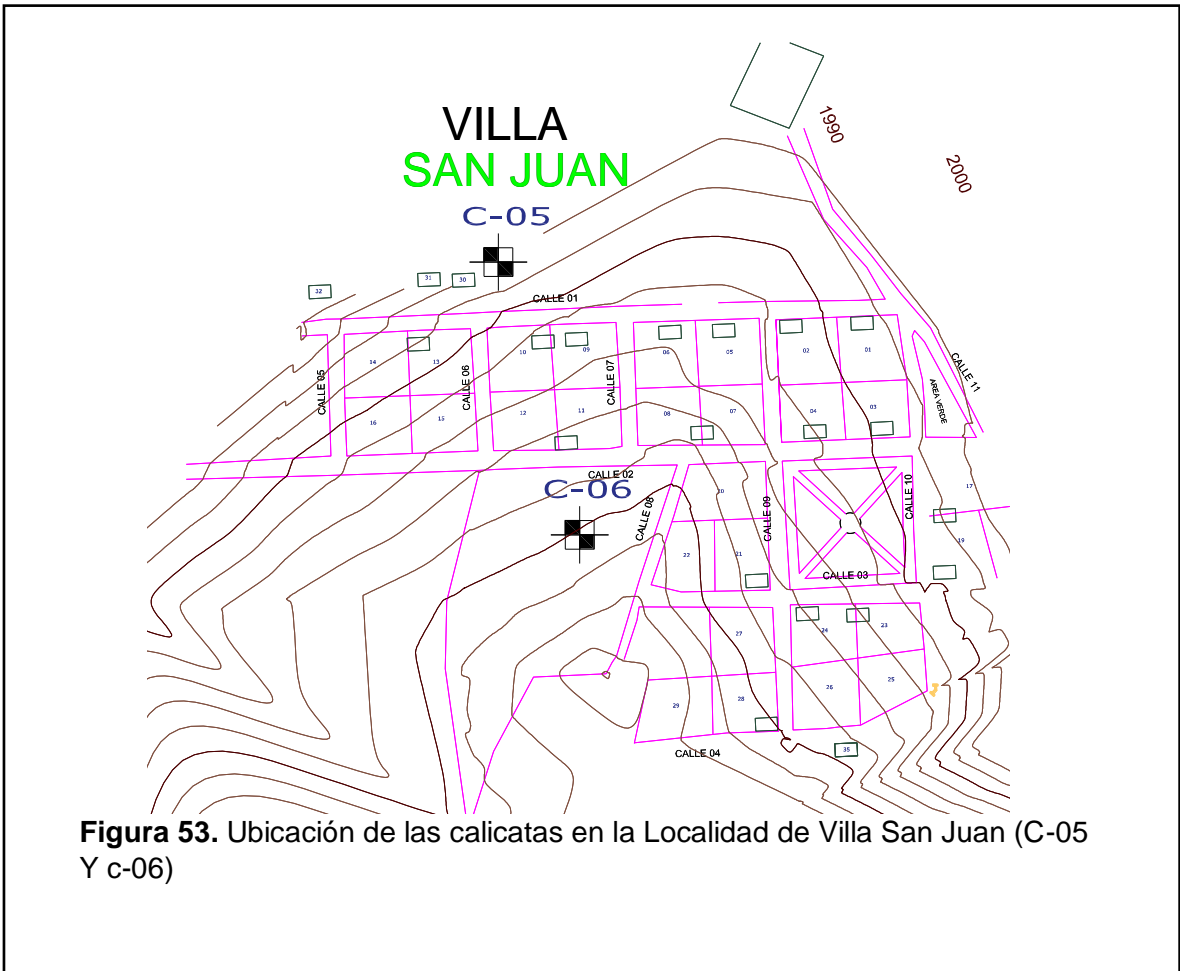 1990
2000
VILLA
SAN JUAN
C-05
32
31
30
CALLE 01
CALLE 11
14
13
10
09
06
05
02
01
CALLE 05
CALLE 06
CALLE 07
AREA VERDE
16
15
12
11
08
07
04
03
CALLE 02
C-06
CALLE 08
20
CALLE 09
CALLE 10
17
22
21
19
CALLE 03
27
24
23
29
28
26
25
CALLE 04
35
Figura 53. Ubicación de las calicatas en la Localidad de Villa San Juan (C-05
Y c-06)